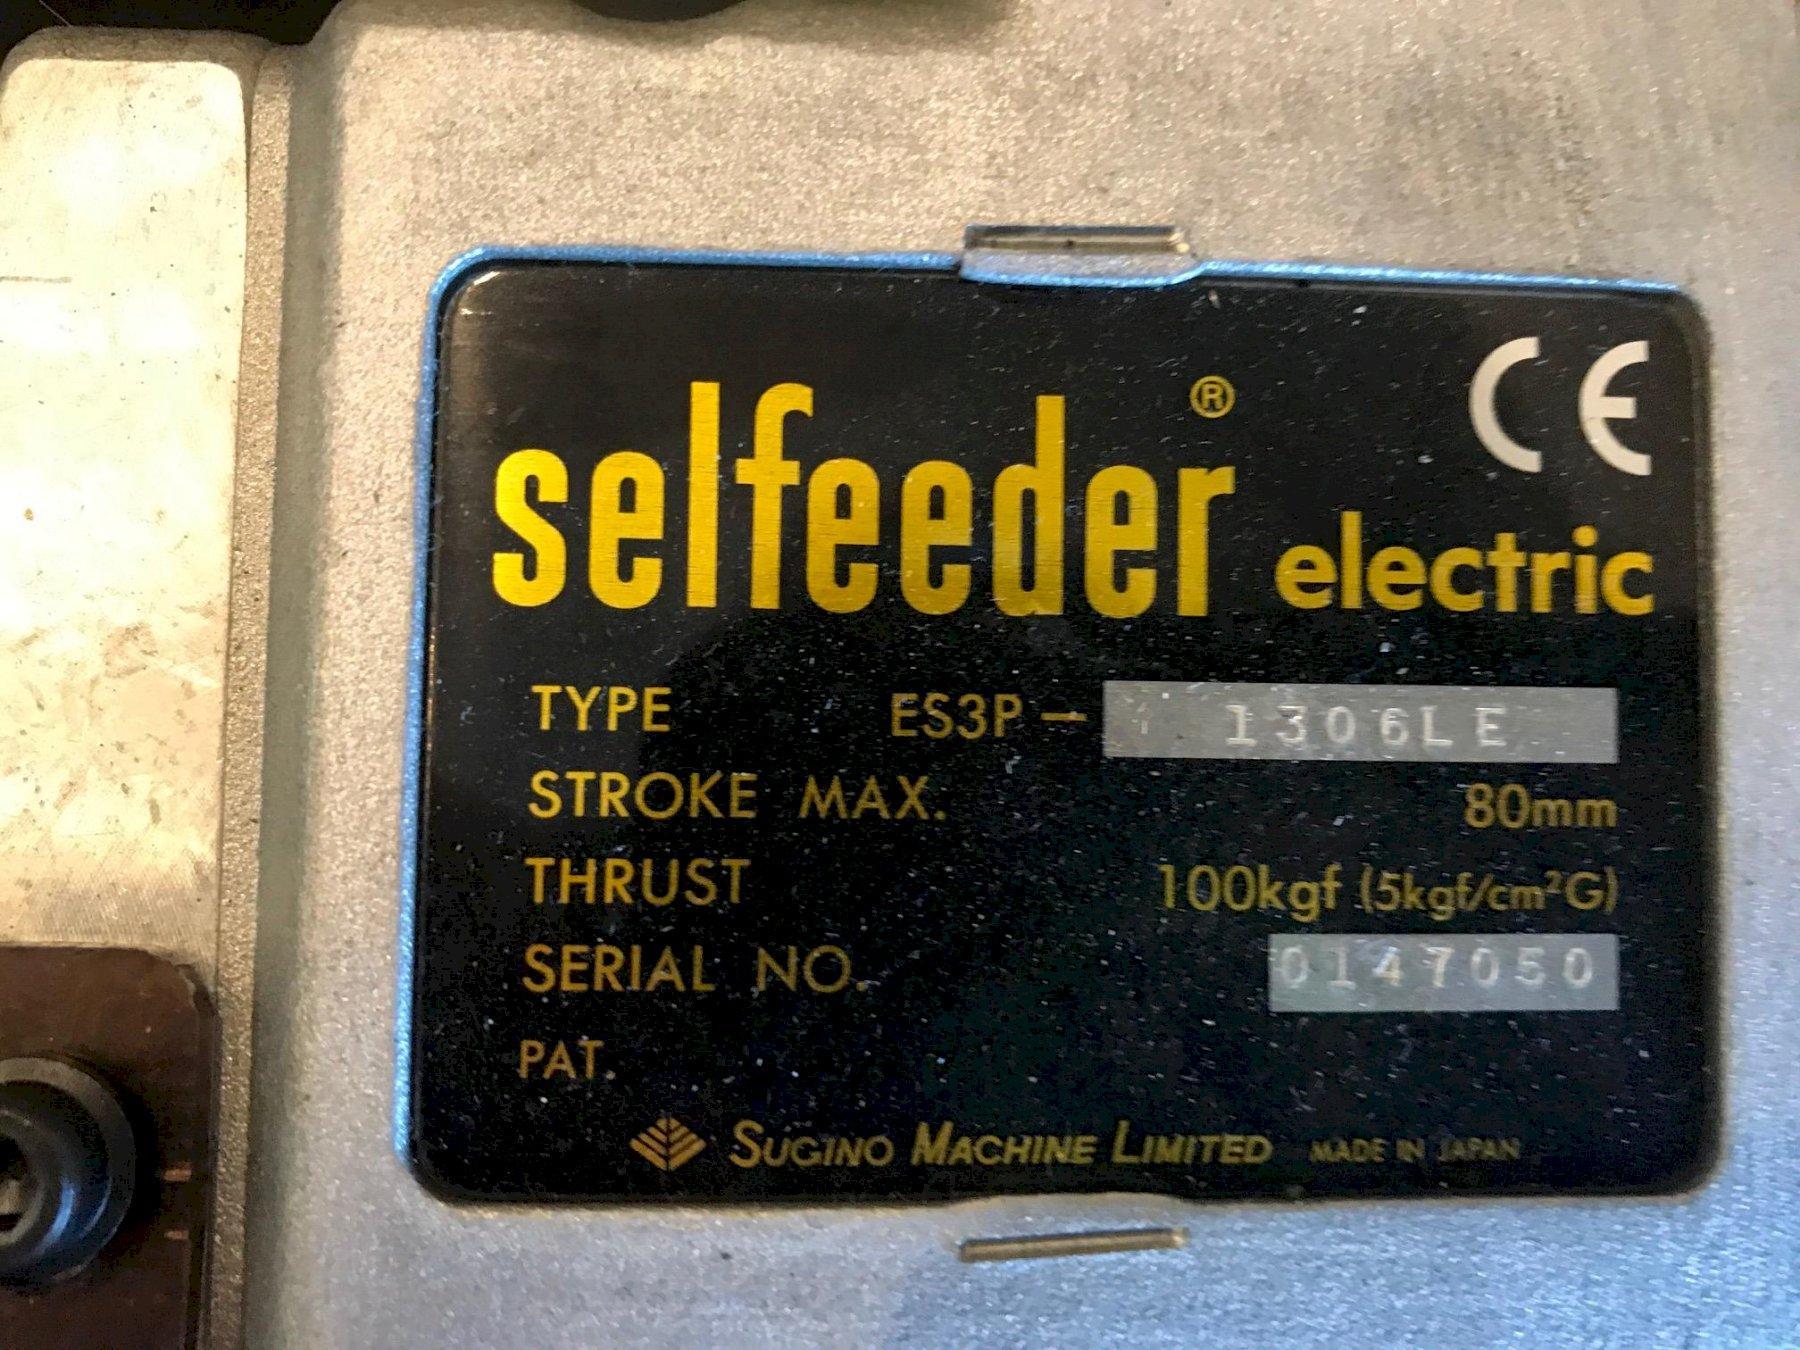 CE
selfeeder® electric
TYPE ES3P – 1306LE
STROKE MAX. 80mm
THRUST 100kgf (5kgf/cm²G)
SERIAL NO. 0147050
PAT.
SUGINO MACHINE LIMITED MADE IN JAPAN